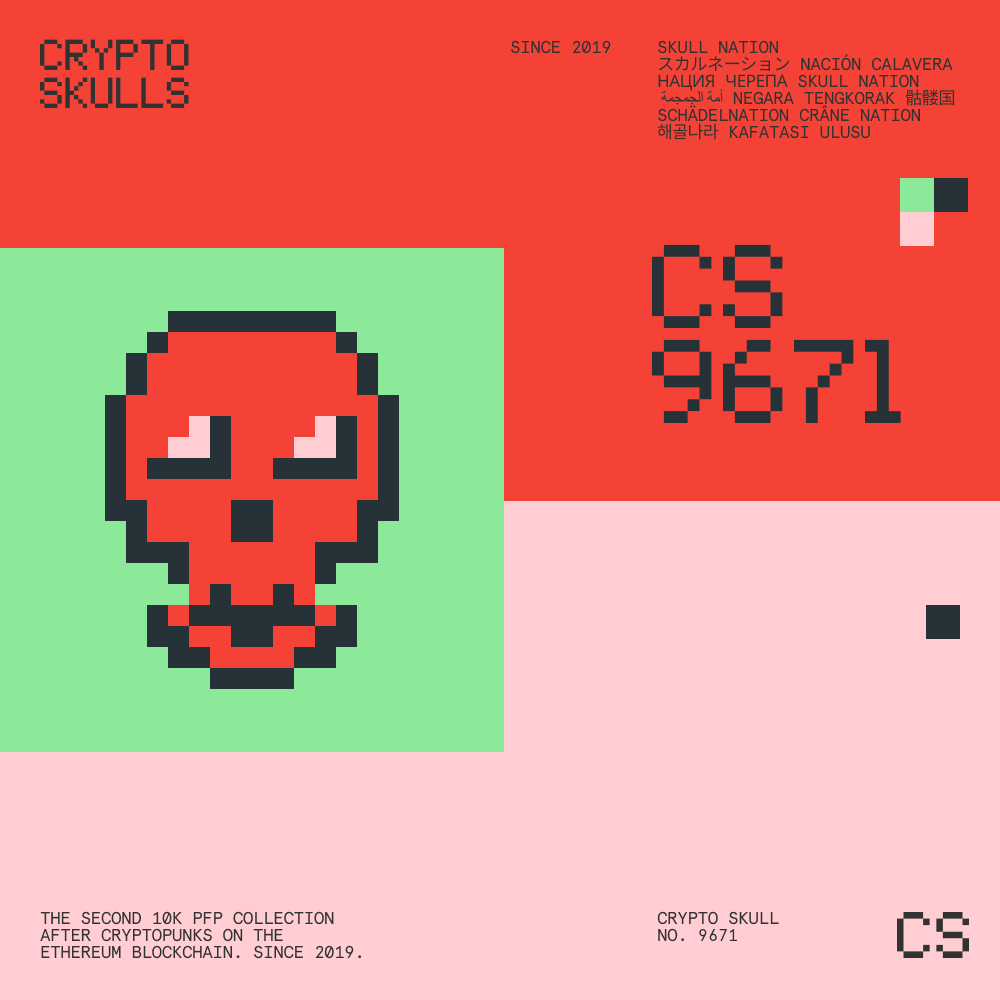 CRYPTO
SKULLS
SINCE 2019
SKULL NATION
スカルネーション NACIÓN CALAVERA
НАЦИЯ ЧЕРЕПА SKULL NATION
أمة الجمجمة NEGARA TENGKORAK 骷髅国
SCHÄDELNATION CRÂNE NATION
해골나라 KAFATASI ULUSU
CS
9671
THE SECOND 10K PFP COLLECTION
AFTER CRYPTOPUNKS ON THE
ETHEREUM BLOCKCHAIN. SINCE 2019.
CRYPTO SKULL
NO. 9671
CS